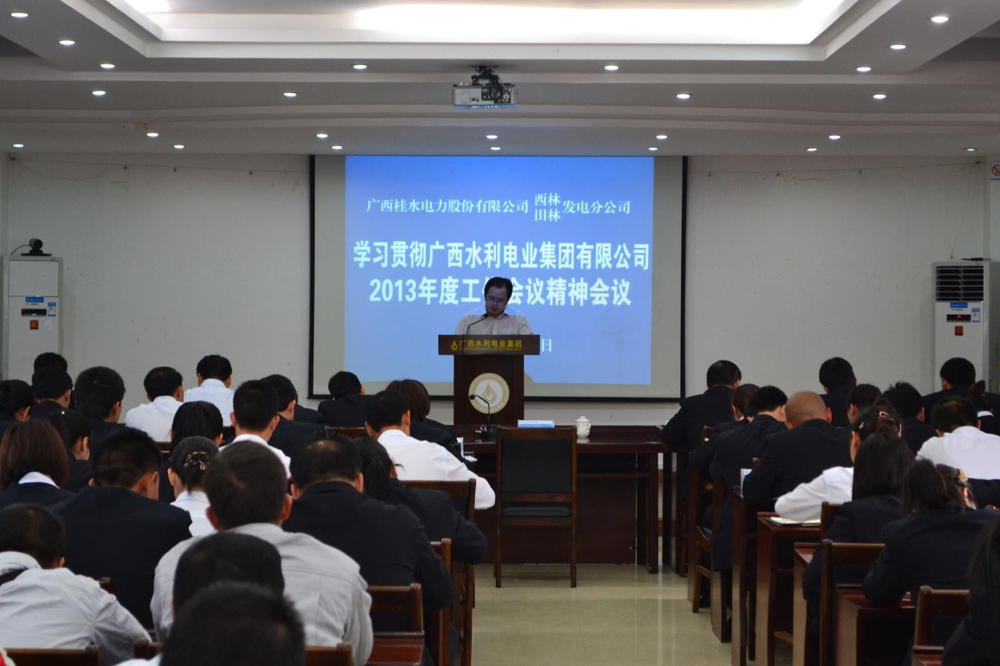 广西桂水电力股份有限公司 西林 发电分公司
田林
学习贯彻广西水利电业集团有限公司
2013年度工作会议精神会议
日
广西水利电业集团